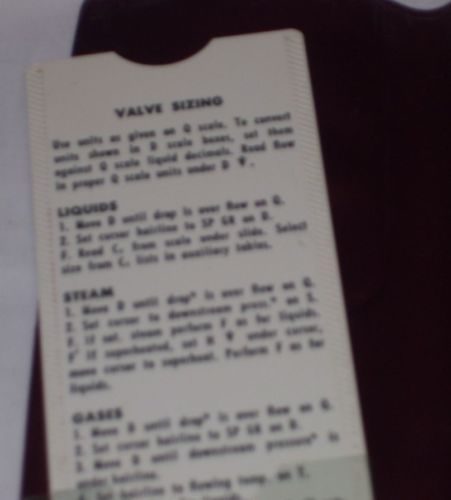 VALVE SIZING
Use units as given on Q scale. To convert
units shown in D scale boxes, set them
against Q scale liquid decimals. Read flow
in proper Q scale units under D
LIQUIDS
1. Move D until drop is over flow on Q.
2. Set cursor hairline to SP GR on D.
F. Read C, from scale under slide. Select
size from C, lists in auxiliary tables.
STEAM
1. Move D until drop* is over flow on Q.
2. Set cursor to downstream press.* on S.
F. If sat. steam perform F as for liquids.
F' If superheated, set H under cursor,
move cursor to superheat. Perform F as for
liquids.
GASES
1. Move D until drop* is over flow on Q.
2. Set cursor hairline to SP GR on D.
3. Move D until downstream pressure* is
under hairline.
4. Set hairline to flowing temp. on T.
liquids.